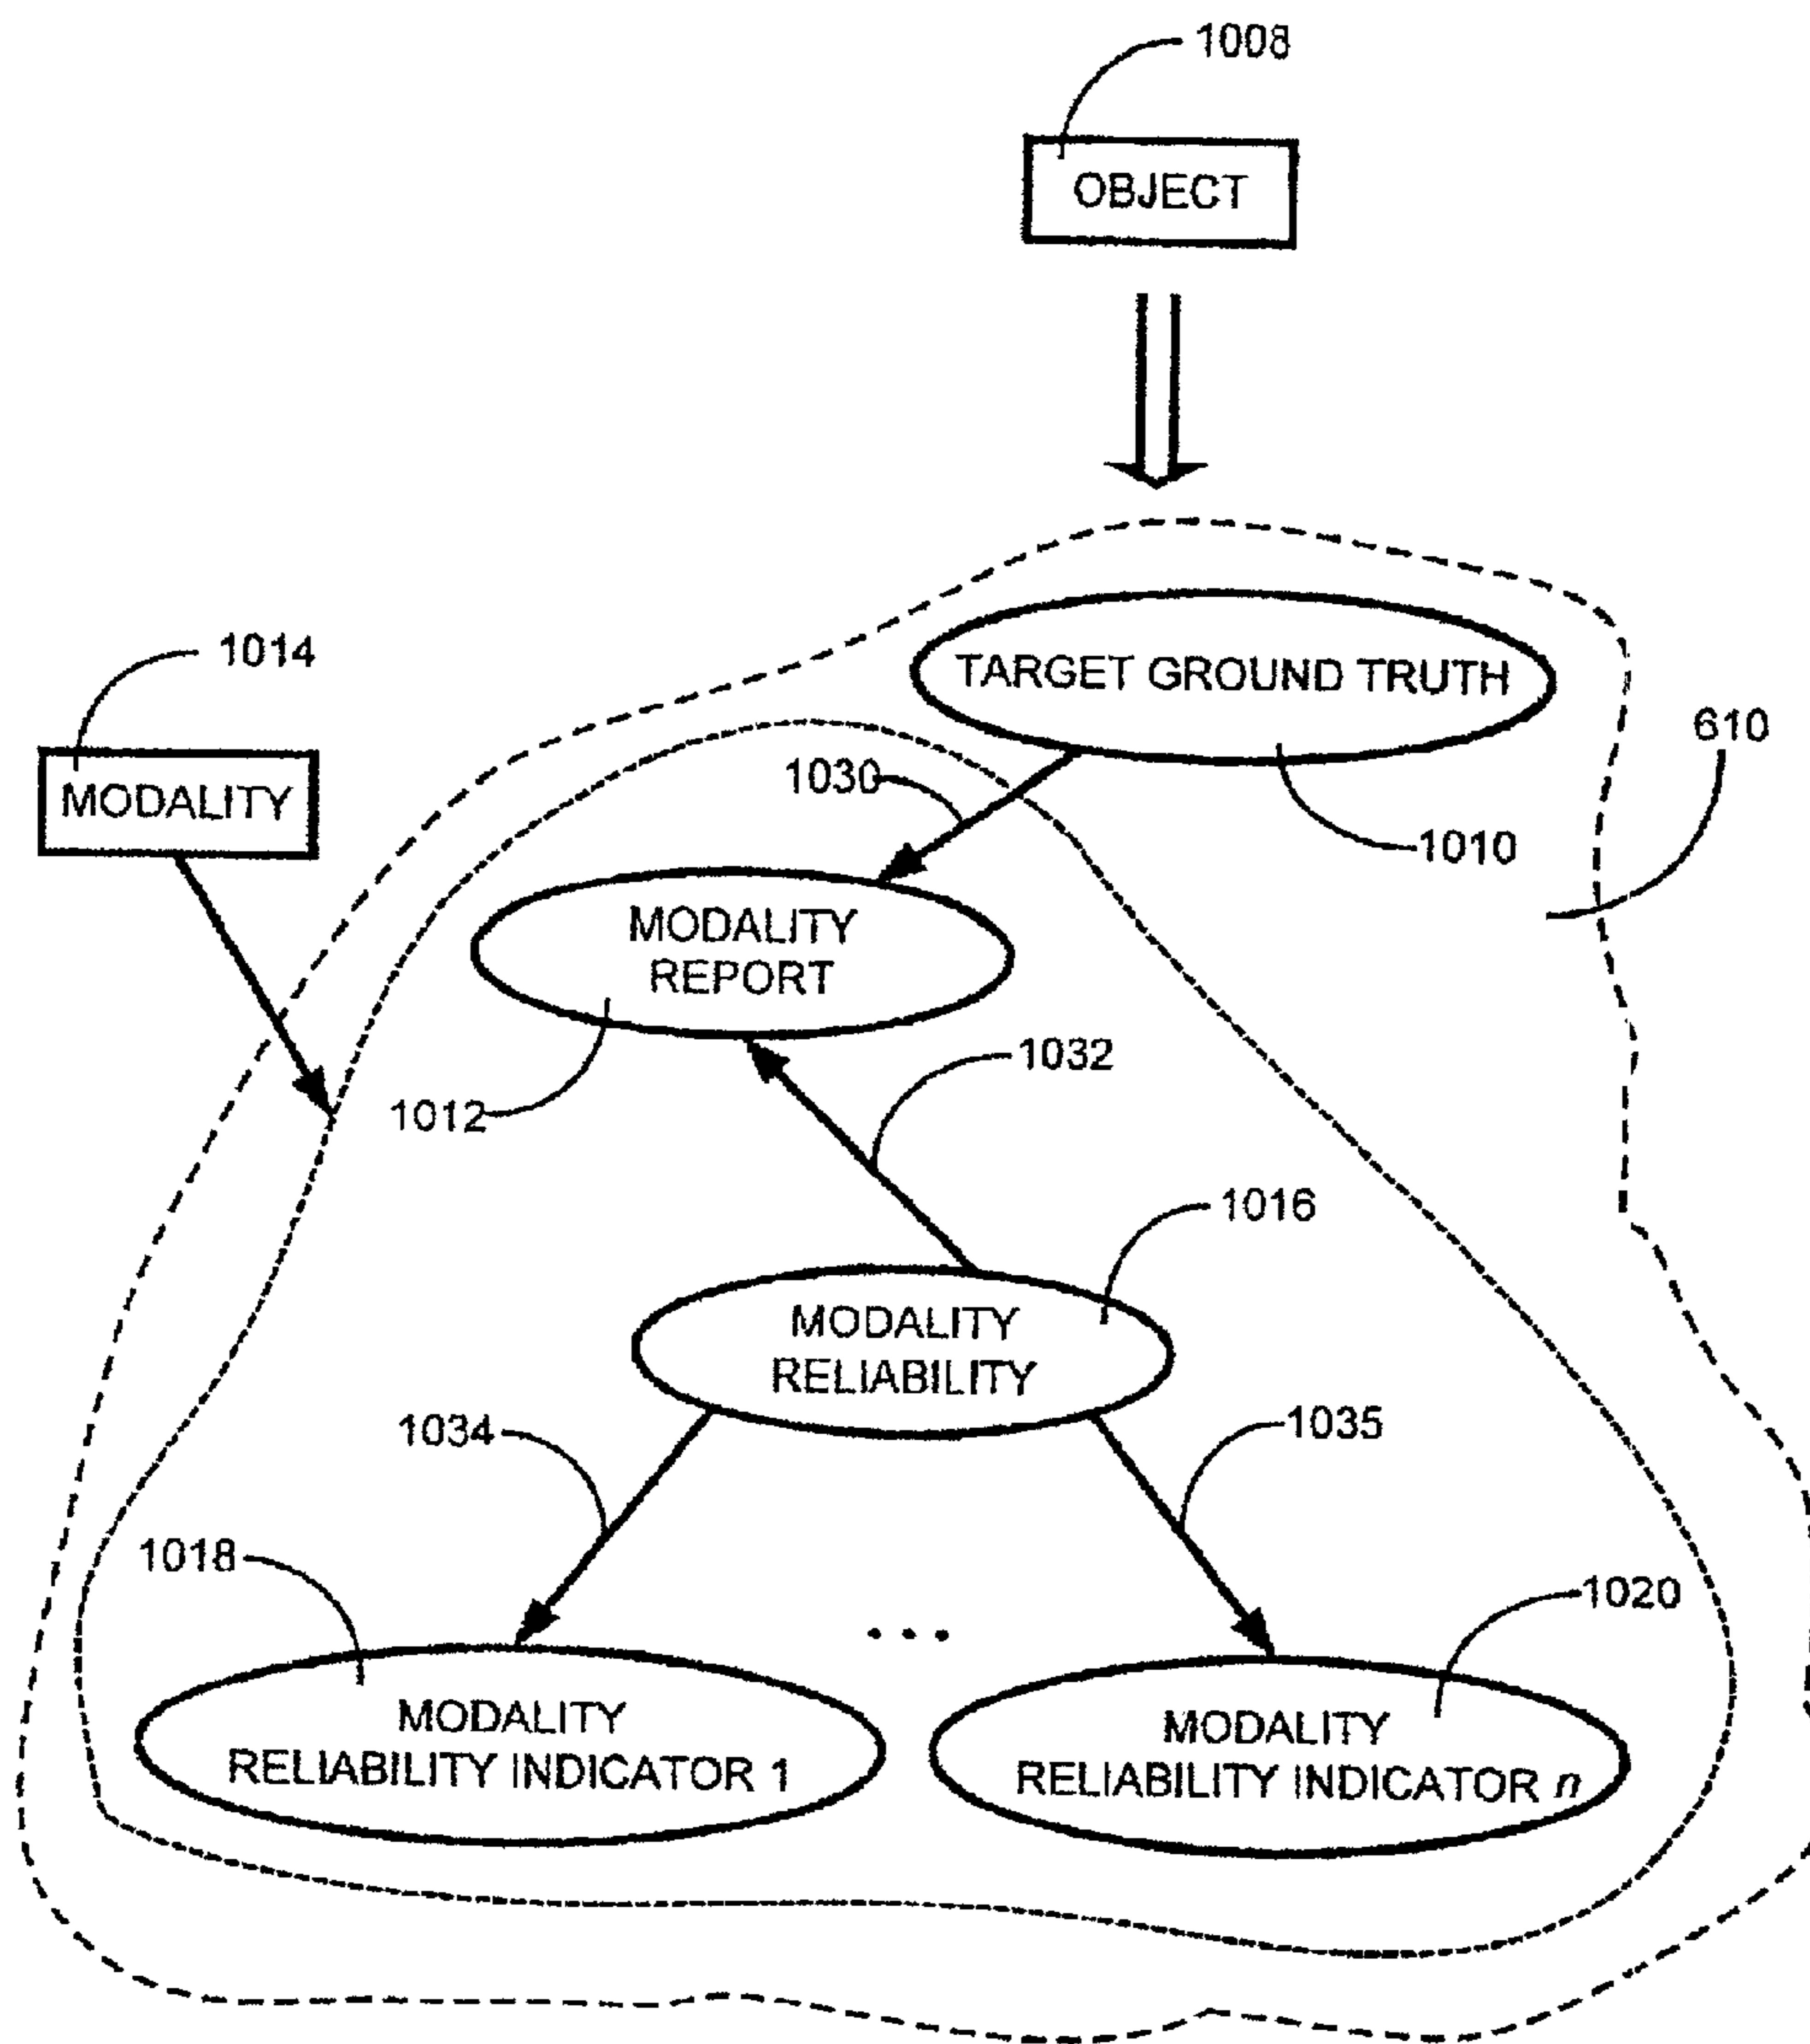 1008
OBJECT
1014
TARGET GROUND TRUTH
610
1030
MODALITY
1010
MODALITY
REPORT
1032
1012
1016
MODALITY
RELIABILITY
1034
1035
1018
1020
...
MODALITY
RELIABILITY INDICATOR 1
MODALITY
RELIABILITY INDICATOR n